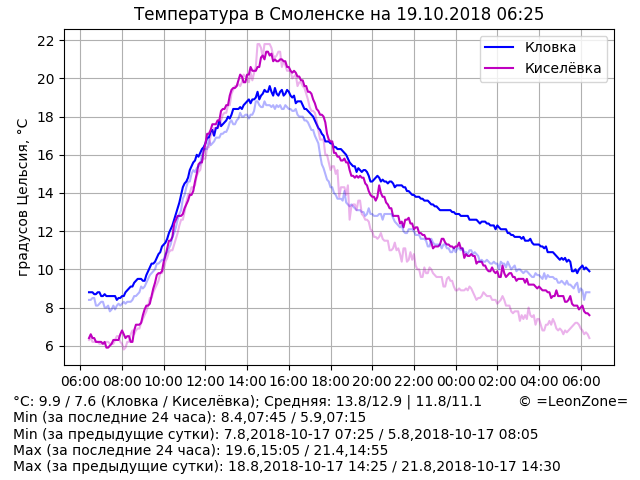 Температура в Смоленске на 19.10.2018 06:25
Кловка
Киселёвка
градусов Цельсия, °C
22
20
18
16
14
12
10
8
6
06:00 08:00 10:00 12:00 14:00 16:00 18:00 20:00 22:00 00:00 02:00 04:00 06:00
°C: 9.9 / 7.6 (Кловка / Киселёвка); Средняя: 13.8/12.9 | 11.8/11.1 © =LeonZone=
Min (за последние 24 часа): 8.4,07:45 / 5.9,07:15
Min (за предыдущие сутки): 7.8,2018-10-17 07:25 / 5.8,2018-10-17 08:05
Max (за последние 24 часа): 19.6,15:05 / 21.4,14:55
Max (за предыдущие сутки): 18.8,2018-10-17 14:25 / 21.8,2018-10-17 14:30